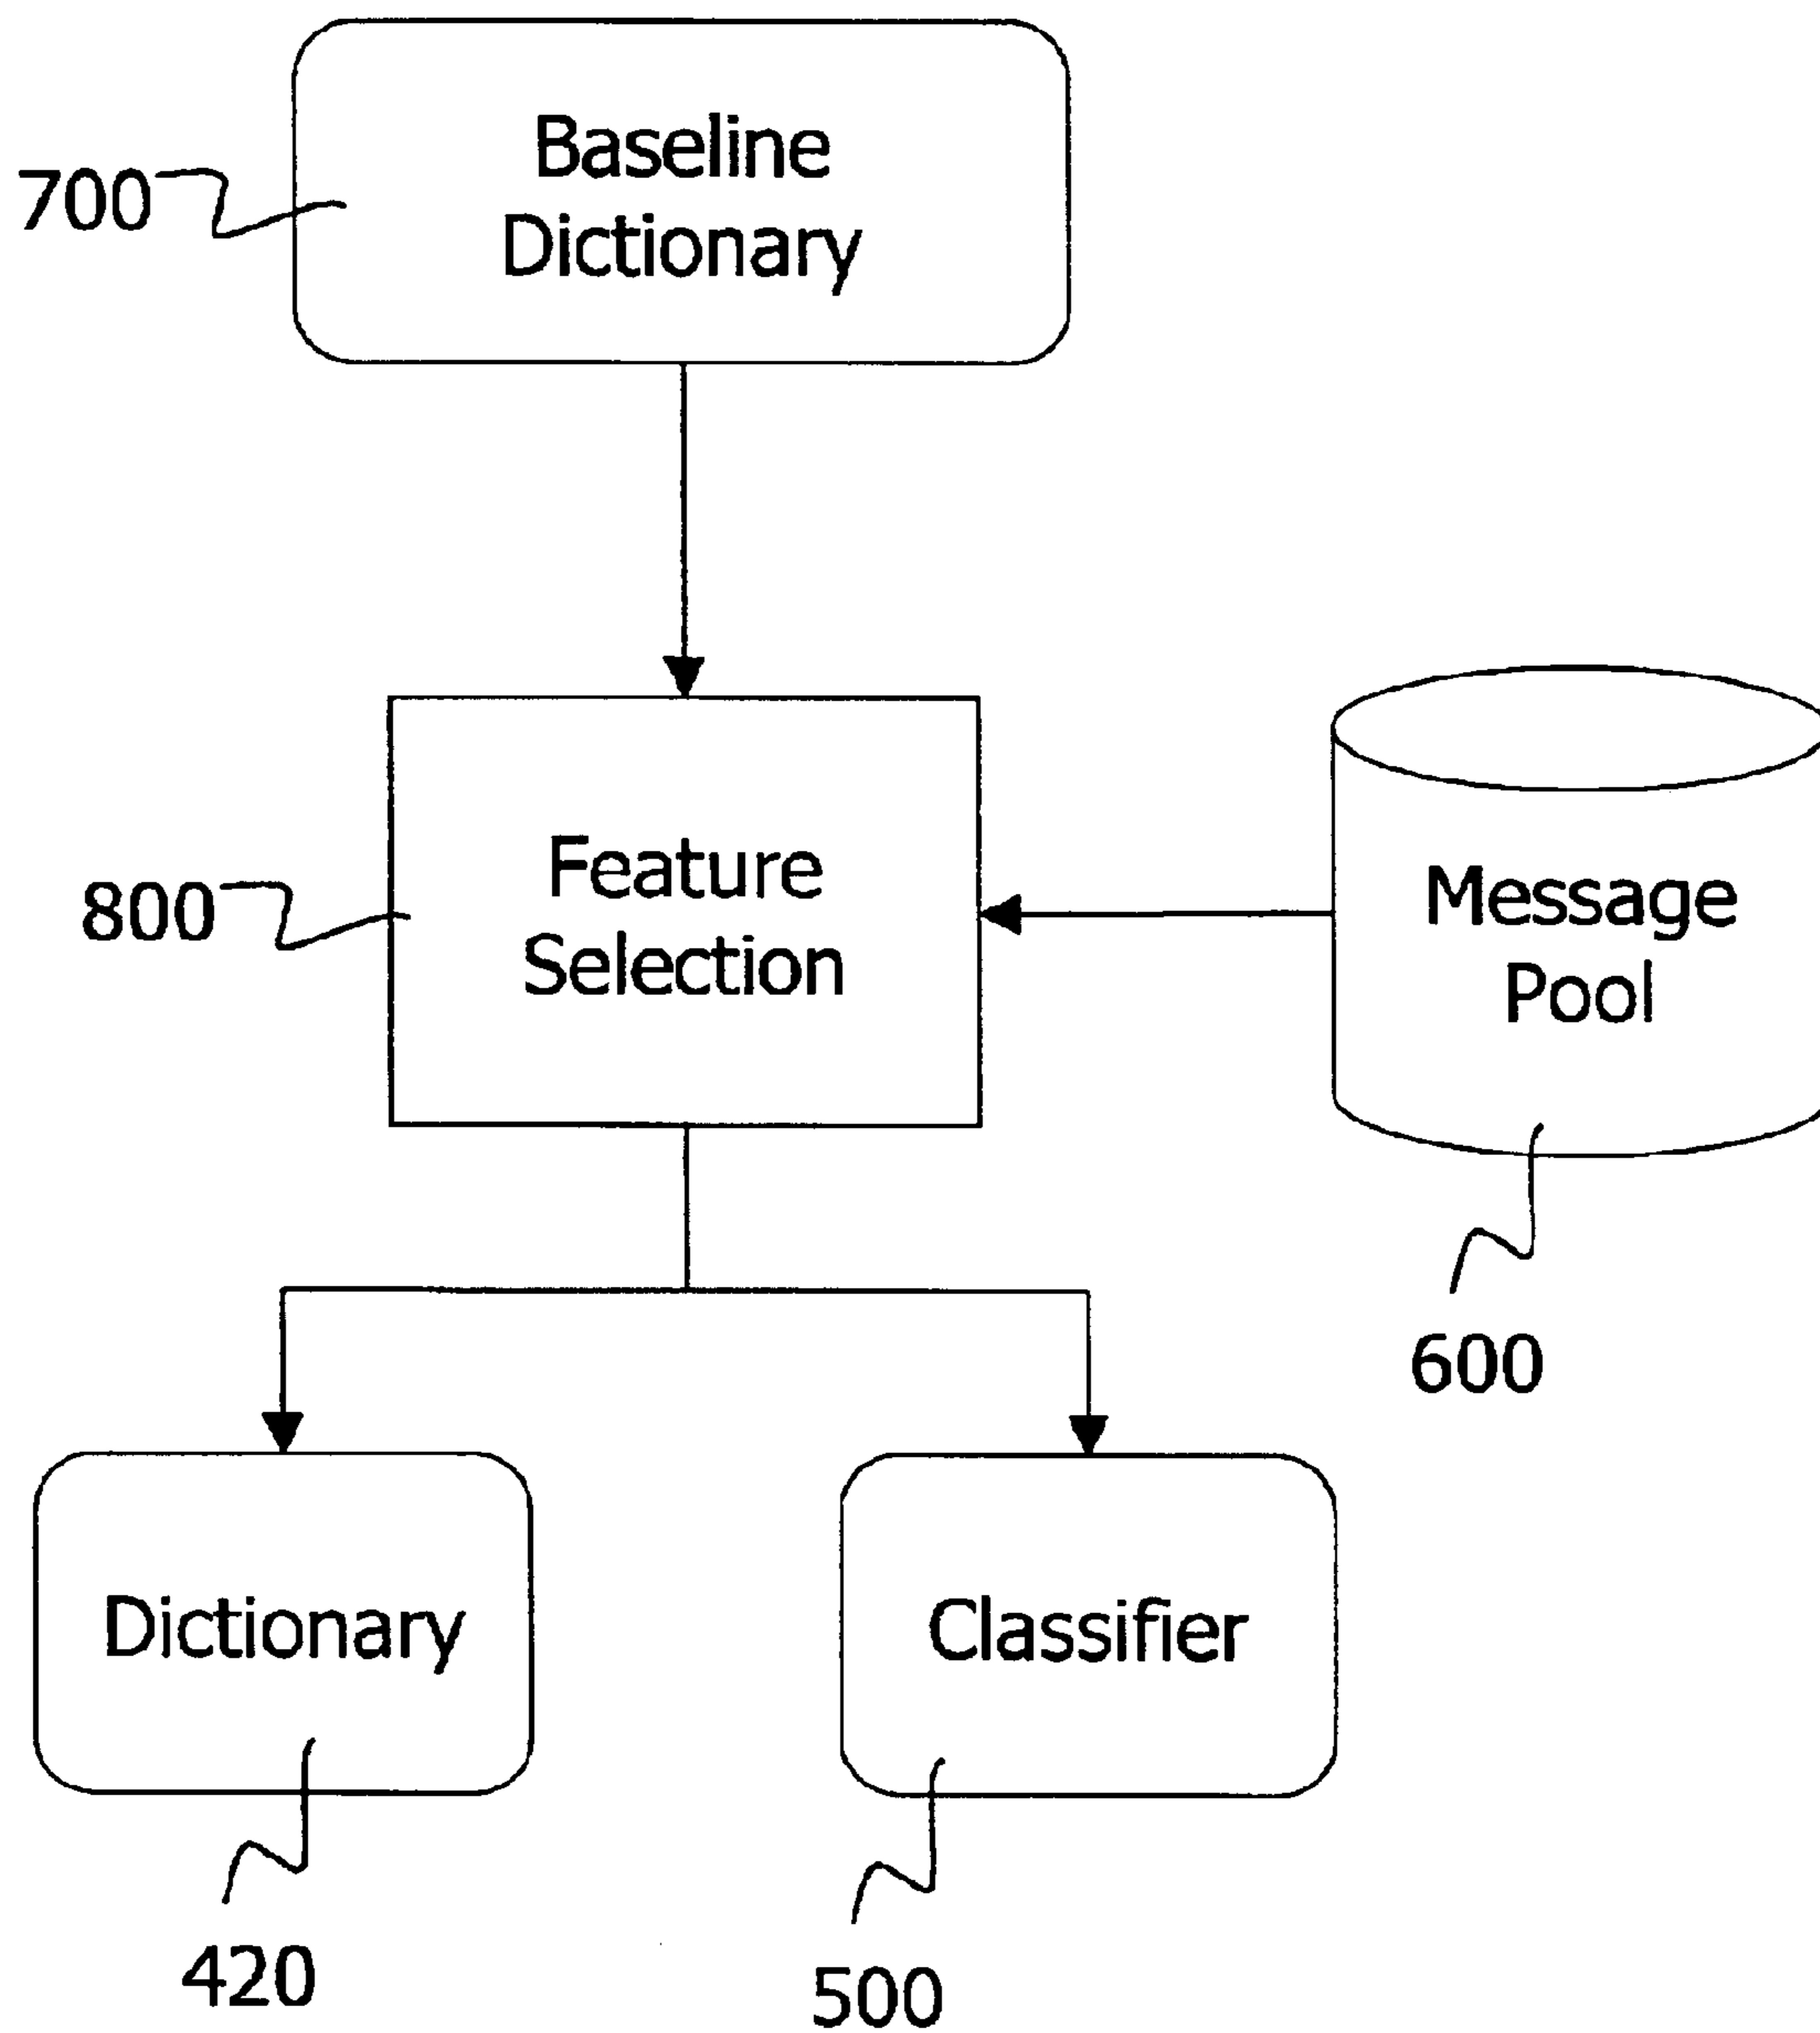 Baseline
Dictionary
700
Feature
Selection
800
Message
Pool
600
Dictionary
420
Classifier
500